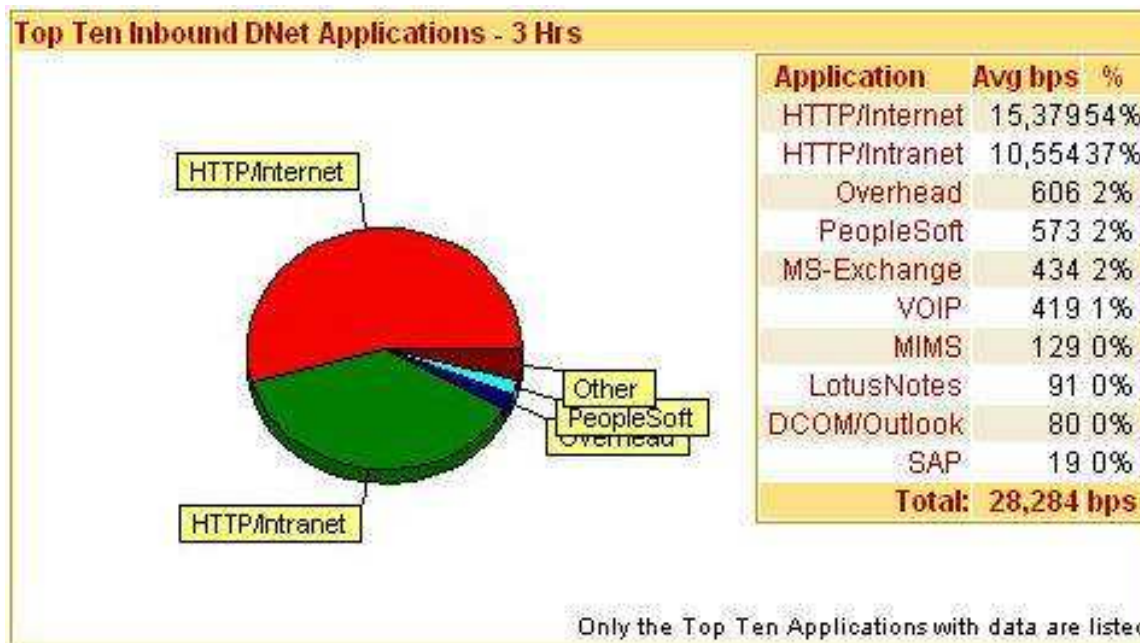 Top Ten Inbound DNet Applications - 3 Hrs
Application Avg bps %
HTTP/Internet 15,379 54%
HTTP/Intranet 10,554 37%
Overhead 606 2%
PeopleSoft 573 2%
MS-Exchange 434 2%
VOIP 419 1%
MIMS 129 0%
LotusNotes 91 0%
DCOM/Outlook 80 0%
SAP 19 0%
Total: 28,284 bps
HTTP/Internet
Other
PeopleSoft
Overhead
HTTP/Intranet
Only the Top Ten Applications with data are listed